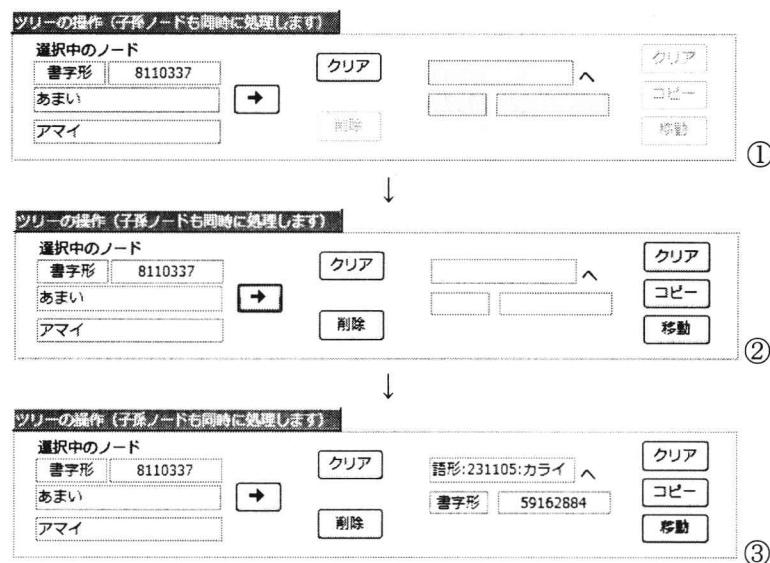 ツリーの操作（子孫ノードも同時に処理します）
選択中のノード
書字形 8110337
あまい
アマイ
→
クリア
削除
へ
クリア
コピー
移動
①
↓
ツリーの操作（子孫ノードも同時に処理します）
選択中のノード
書字形 8110337
あまい
アマイ
→
クリア
削除
へ
クリア
コピー
移動
②
↓
ツリーの操作（子孫ノードも同時に処理します）
選択中のノード
書字形 8110337
あまい
アマイ
→
クリア
削除
語形:231105:カライ へ
書字形 59162884
クリア
コピー
移動
③